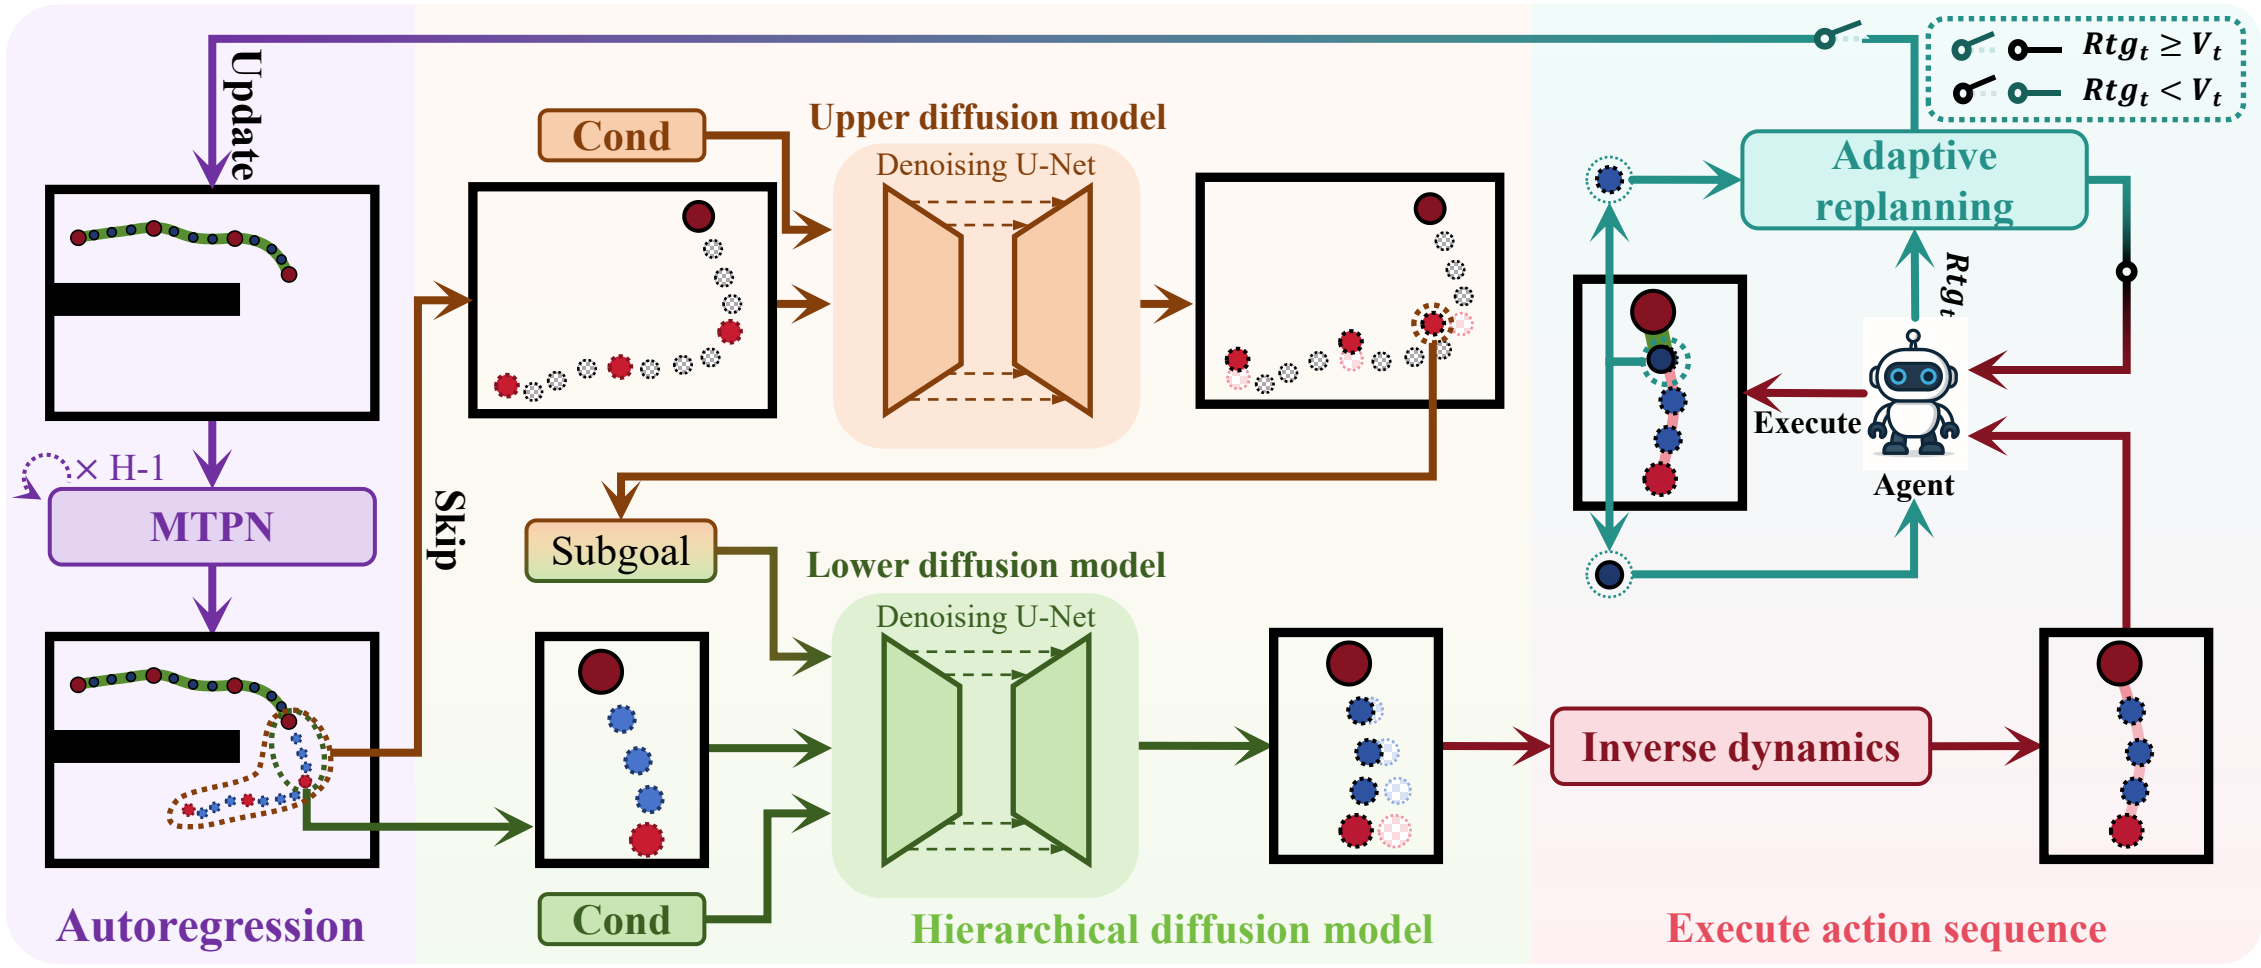 Update
× H-1
MTPN
Autoregression
Skip
Cond
Upper diffusion model
Denoising U-Net
Subgoal
Lower diffusion model
Denoising U-Net
Cond
Hierarchical diffusion model
Rtg_t ≥ V_t
Rtg_t < V_t
Adaptive
replanning
Rtg_t
Execute
Agent
Inverse dynamics
Execute action sequence